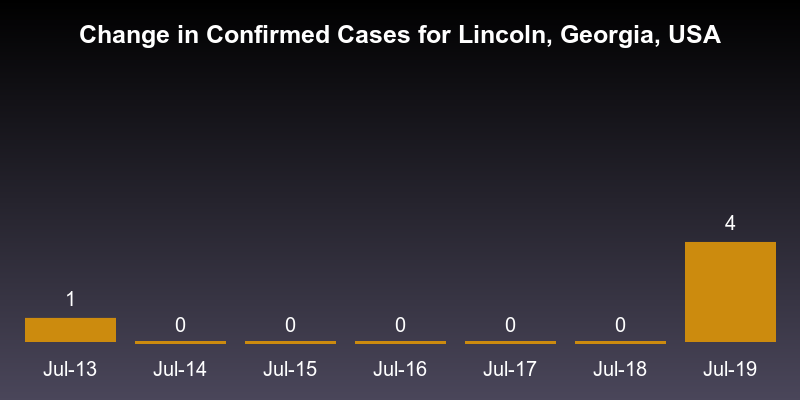 Change in Confirmed Cases for Lincoln, Georgia, USA
4
1
0 0 0 0 0
Jul-13 Jul-14 Jul-15 Jul-16 Jul-17 Jul-18 Jul-19